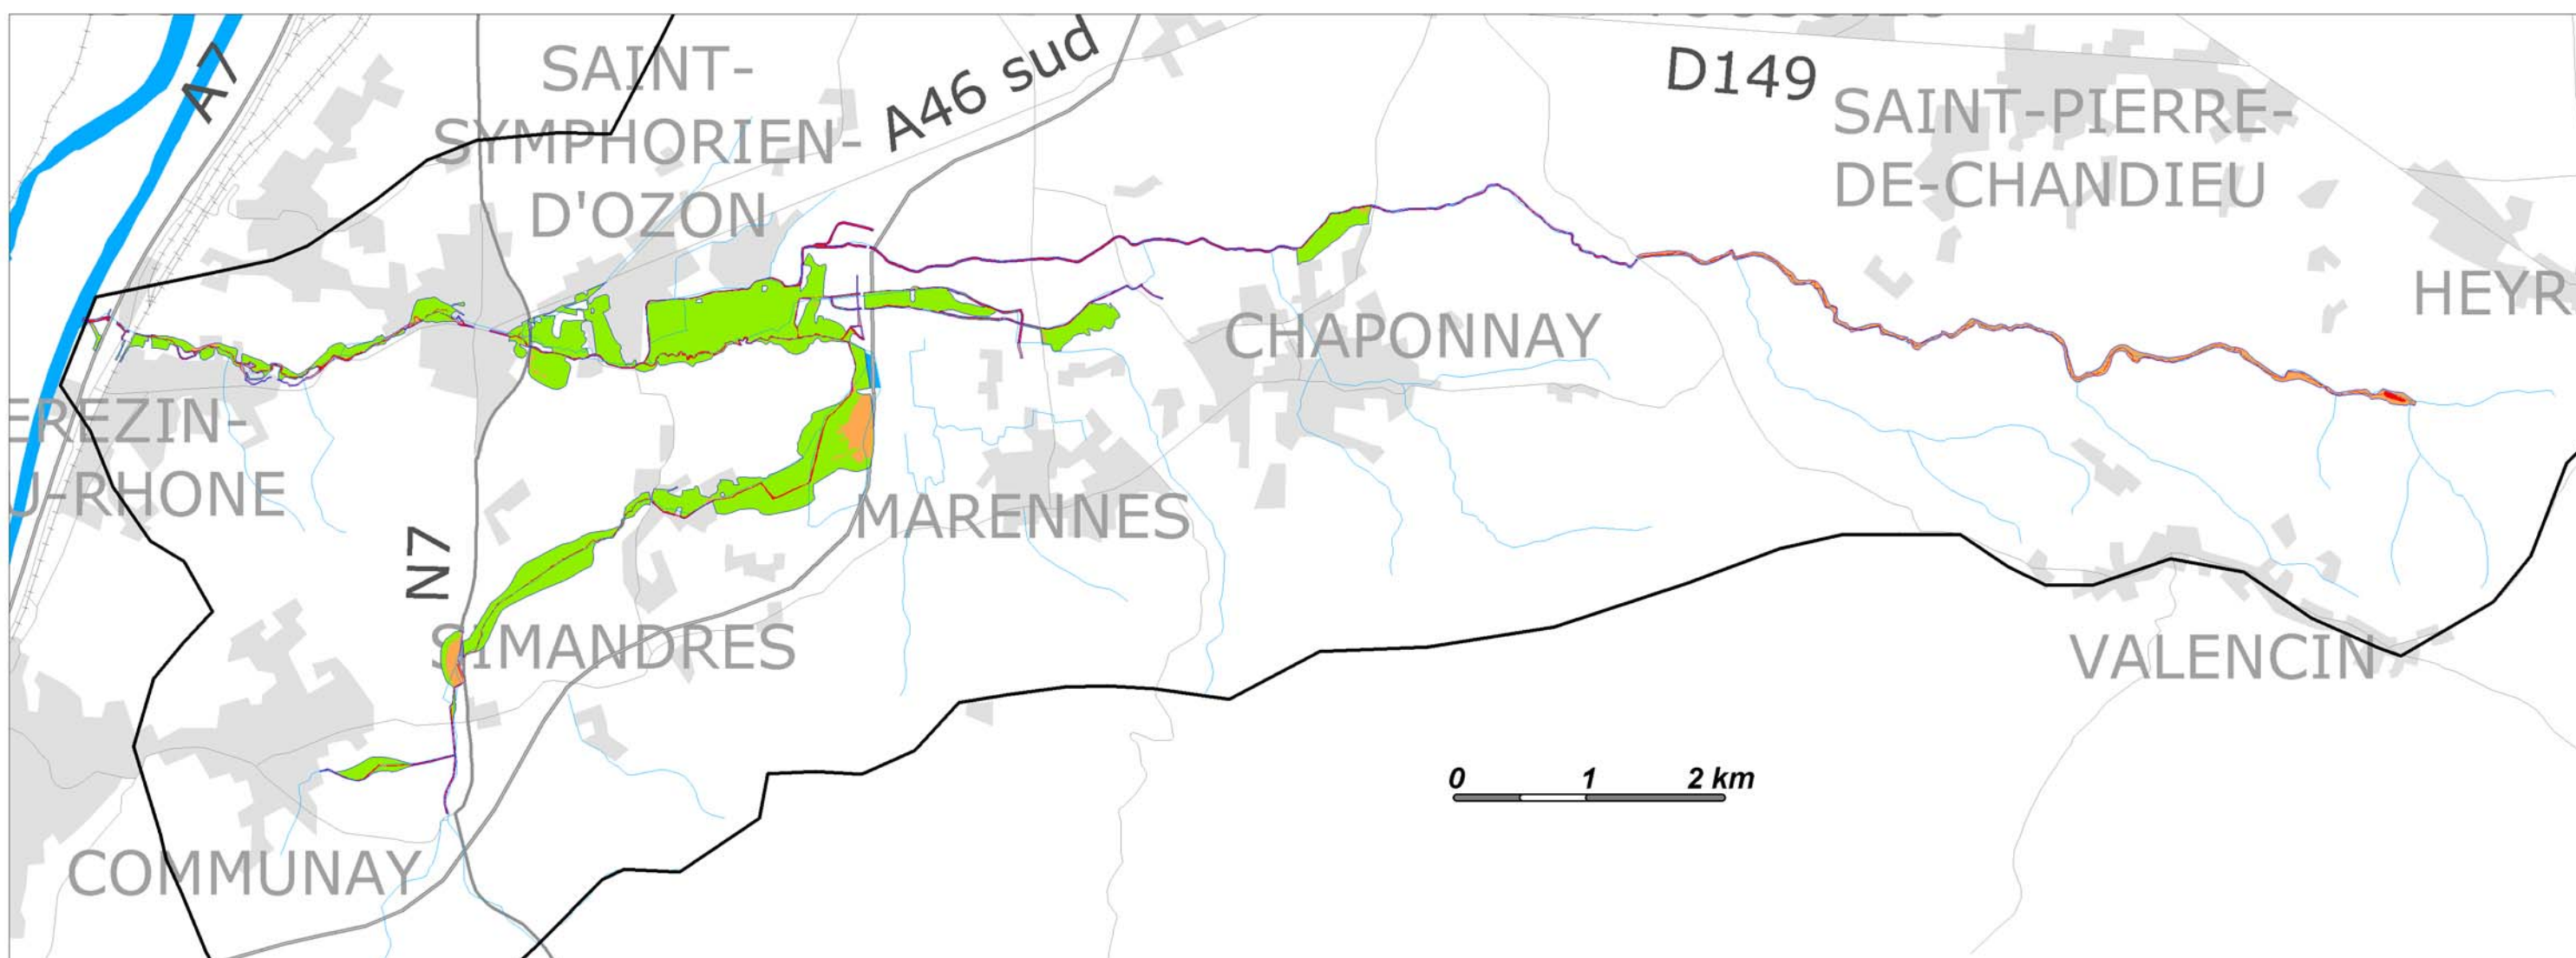 A7
SAINT-
SYMPHORIEN-
D'OZON
A46 sud
D149
SAINT-PIERRE-
DE-CHANDIEU
HEYR
CHAPONNAY
EREZIN-
U-RHONE
MARENNES
N7
SIMANDRES
VALENCIN
0 1 2 km
COMMUNAY